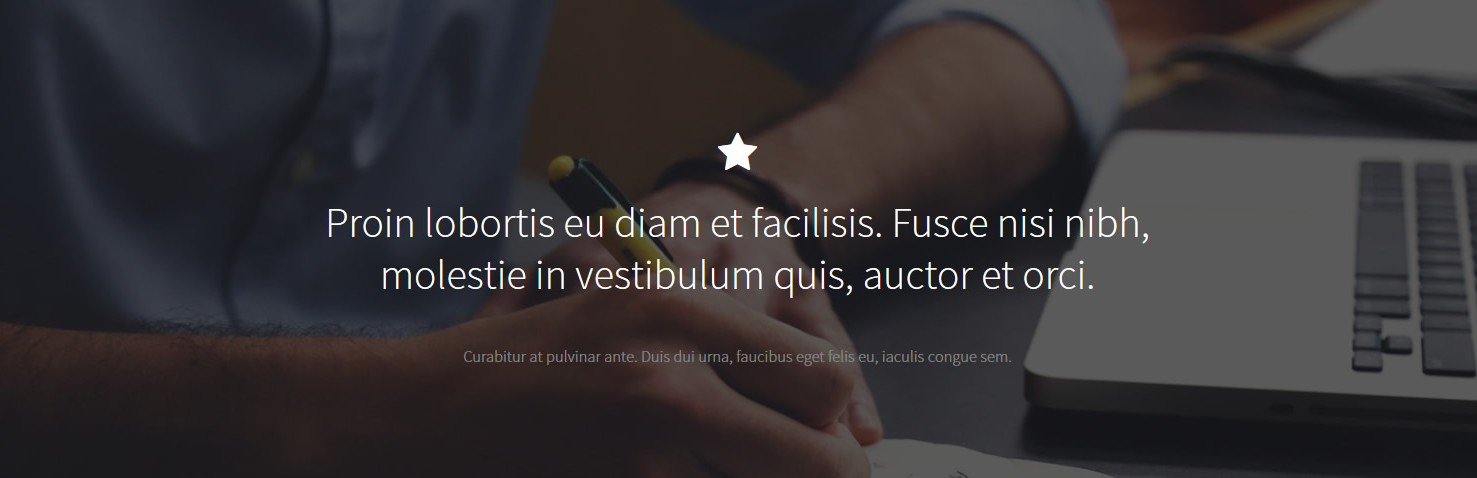 Proin lobortis eu diam et facilisis. Fusce nisi nibh,
molestie in vestibulum quis, auctor et orci.
Curabitur at pulvinar ante. Duis dui urna, faucibus eget felis eu, iaculis congue sem.